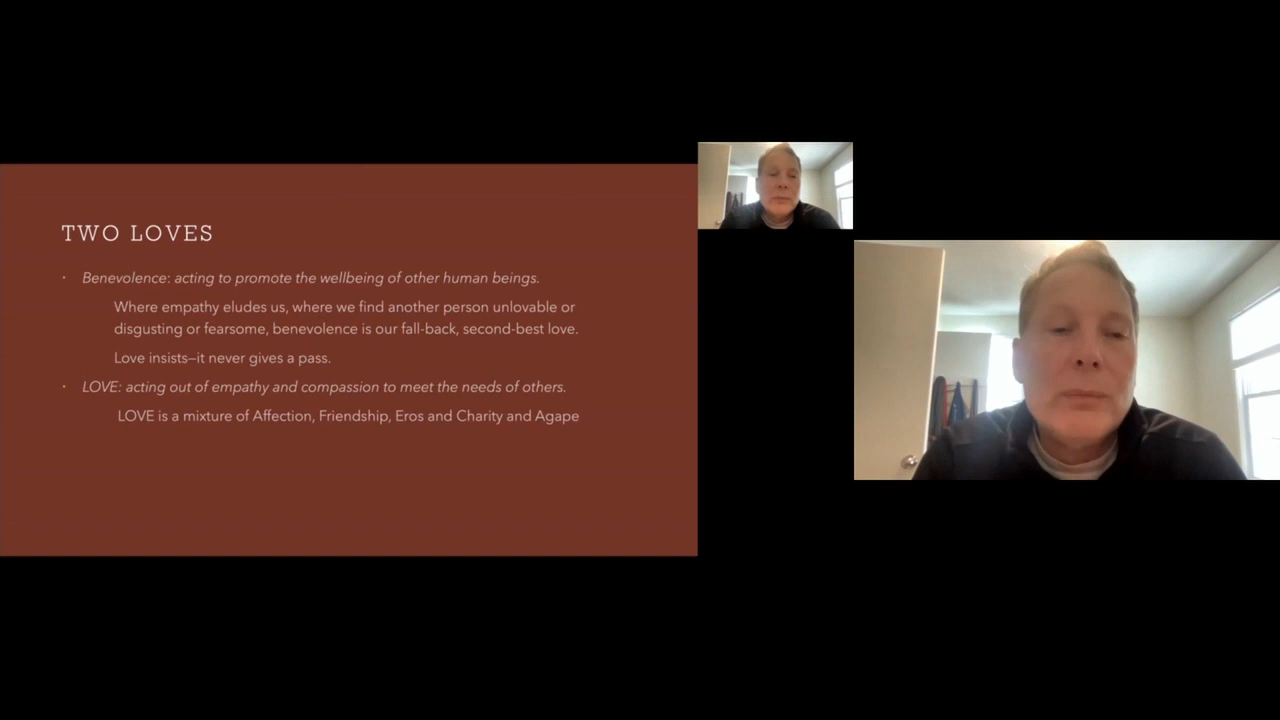 TWO LOVES
· Benevolence: acting to promote the wellbeing of other human beings.
Where empathy eludes us, where we find another person unlovable or
disgusting or fearsome, benevolence is our fall-back, second-best love.
Love insists—it never gives a pass.
· LOVE: acting out of empathy and compassion to meet the needs of others.
LOVE is a mixture of Affection, Friendship, Eros and Charity and Agape